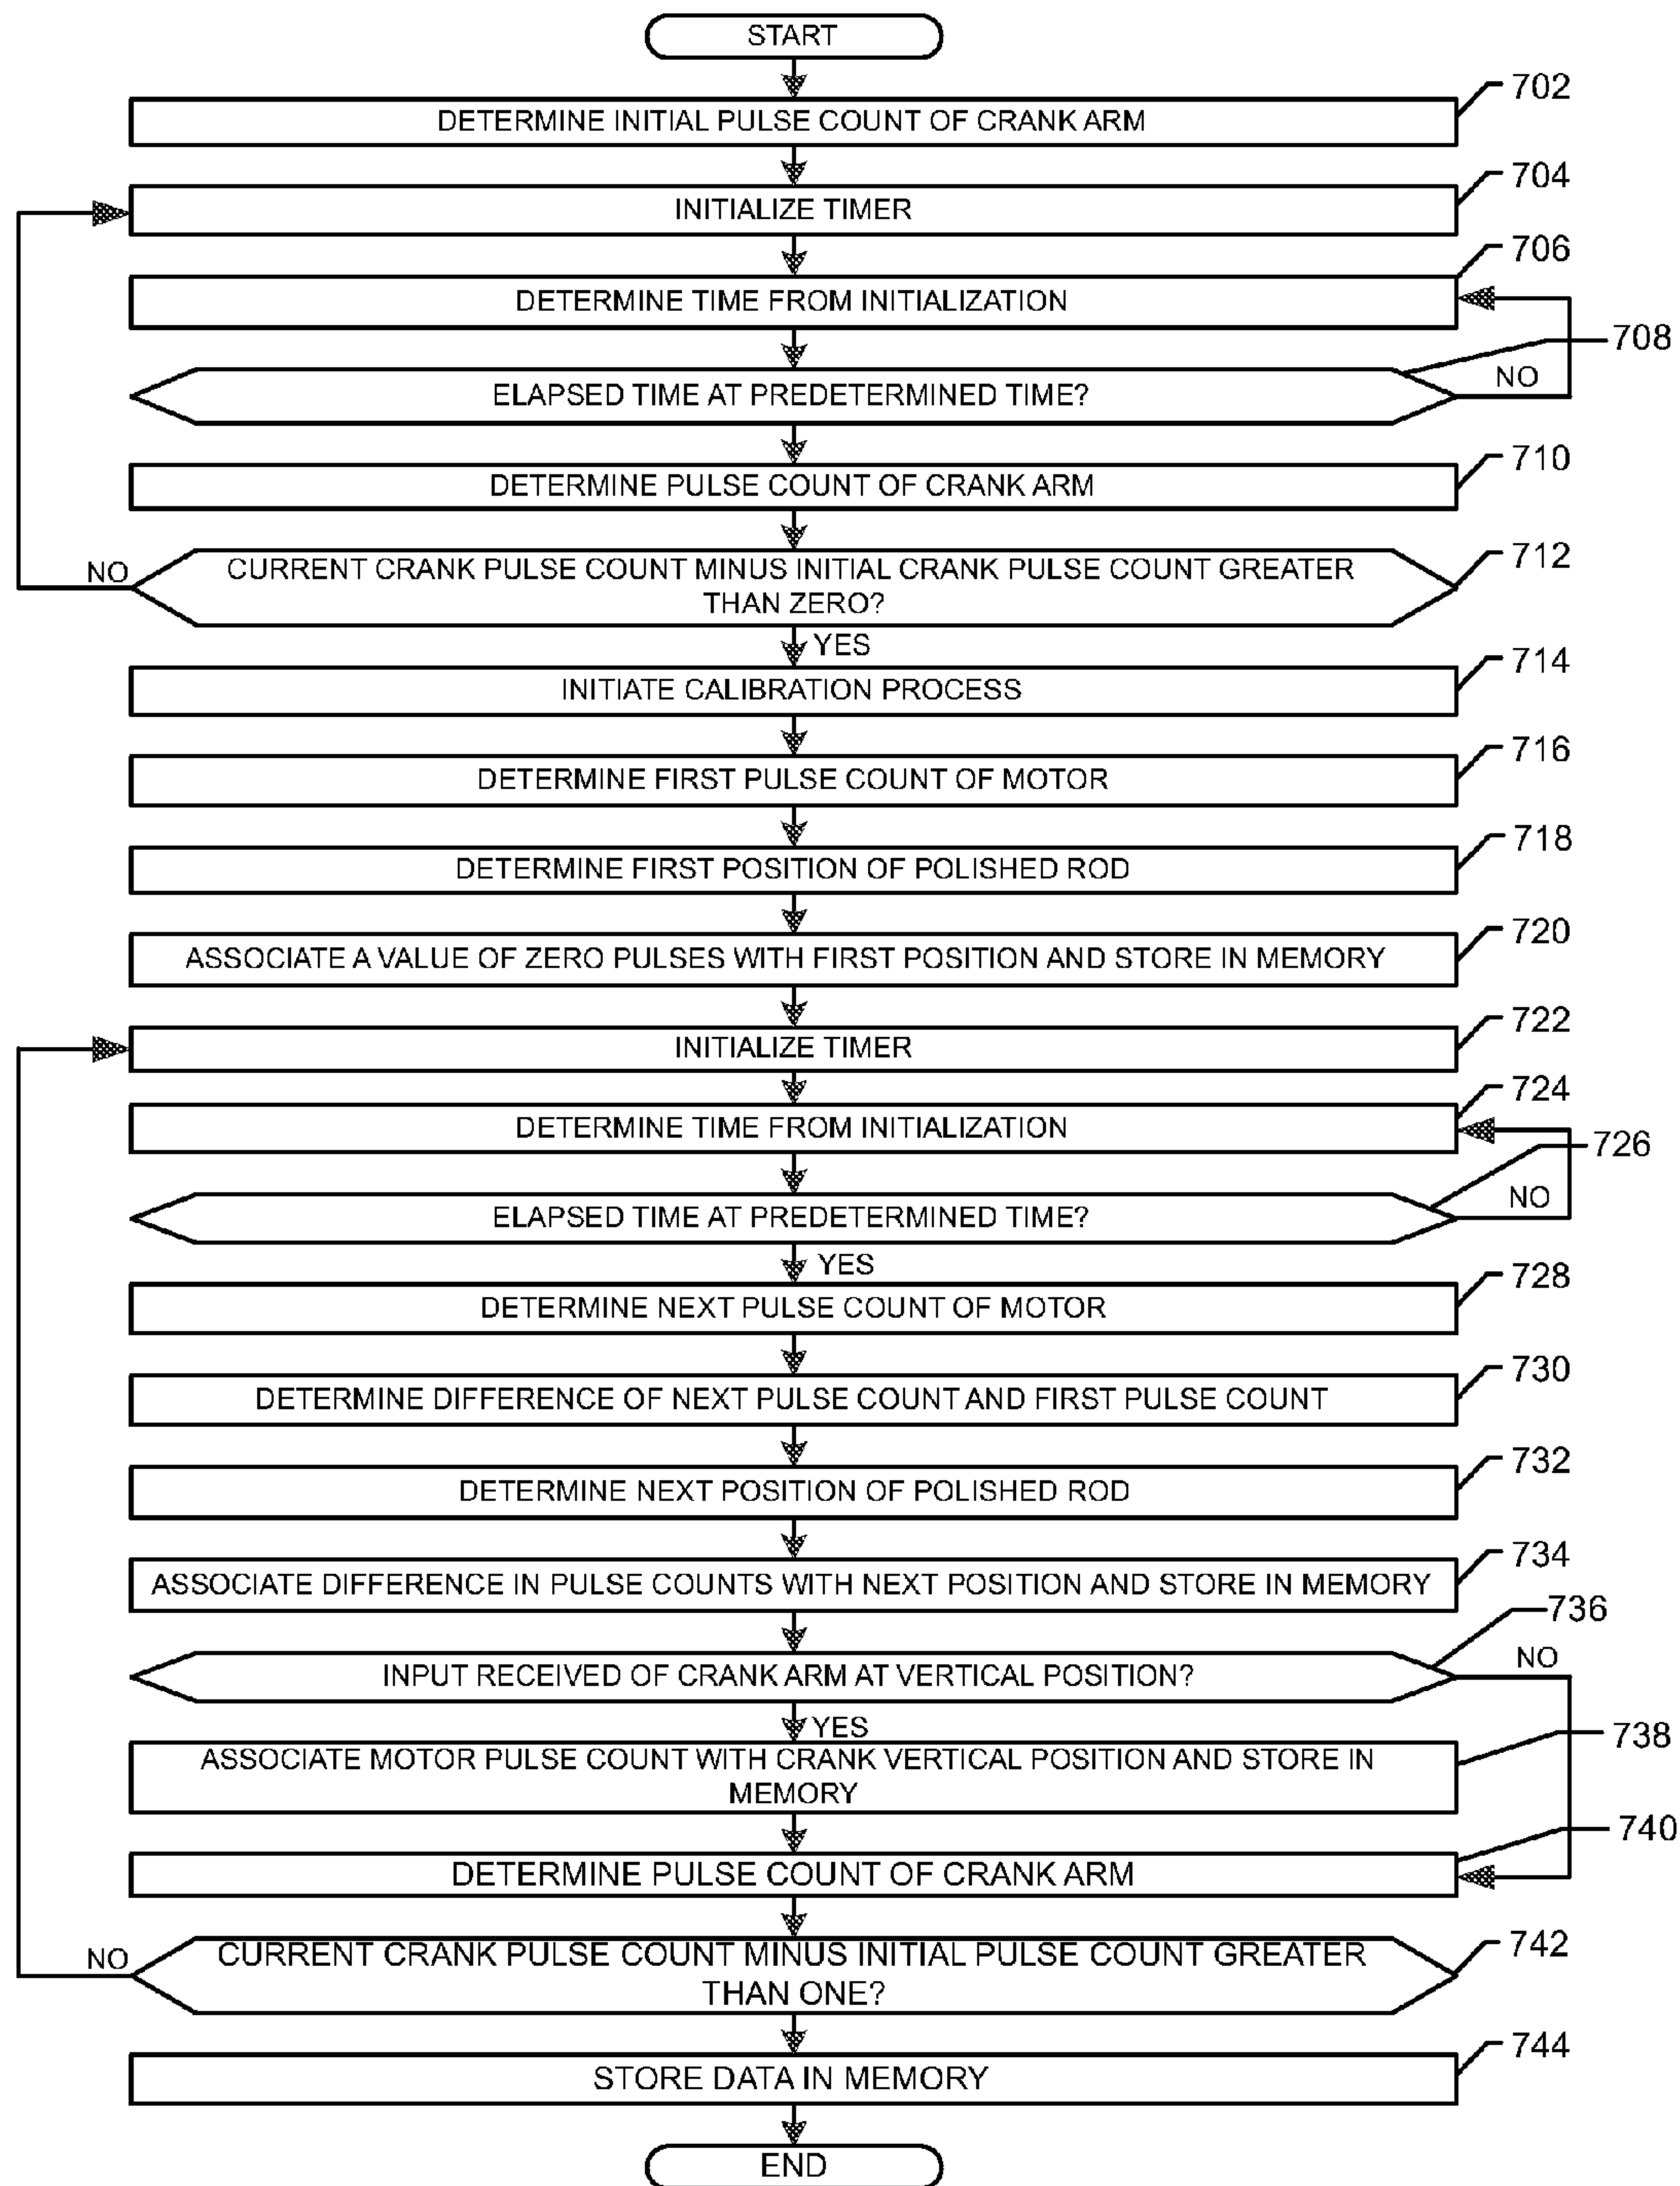 START
702
DETERMINE INITIAL PULSE COUNT OF CRANK ARM
704
INITIALIZE TIMER
706
DETERMINE TIME FROM INITIALIZATION
708
ELAPSED TIME AT PREDETERMINED TIME?
NO
710
DETERMINE PULSE COUNT OF CRANK ARM
712
NO
CURRENT CRANK PULSE COUNT MINUS INITIAL CRANK PULSE COUNT GREATER
THAN ZERO?
YES
714
INITIATE CALIBRATION PROCESS
716
DETERMINE FIRST PULSE COUNT OF MOTOR
718
DETERMINE FIRST POSITION OF POLISHED ROD
720
ASSOCIATE A VALUE OF ZERO PULSES WITH FIRST POSITION AND STORE IN MEMORY
722
INITIALIZE TIMER
724
DETERMINE TIME FROM INITIALIZATION
726
ELAPSED TIME AT PREDETERMINED TIME?
NO
YES
728
DETERMINE NEXT PULSE COUNT OF MOTOR
730
DETERMINE DIFFERENCE OF NEXT PULSE COUNT AND FIRST PULSE COUNT
732
DETERMINE NEXT POSITION OF POLISHED ROD
734
ASSOCIATE DIFFERENCE IN PULSE COUNTS WITH NEXT POSITION AND STORE IN MEMORY
736
INPUT RECEIVED OF CRANK ARM AT VERTICAL POSITION?
NO
YES
738
ASSOCIATE MOTOR PULSE COUNT WITH CRANK VERTICAL POSITION AND STORE IN
MEMORY
740
DETERMINE PULSE COUNT OF CRANK ARM
742
NO
CURRENT CRANK PULSE COUNT MINUS INITIAL PULSE COUNT GREATER
THAN ONE?
744
STORE DATA IN MEMORY
END